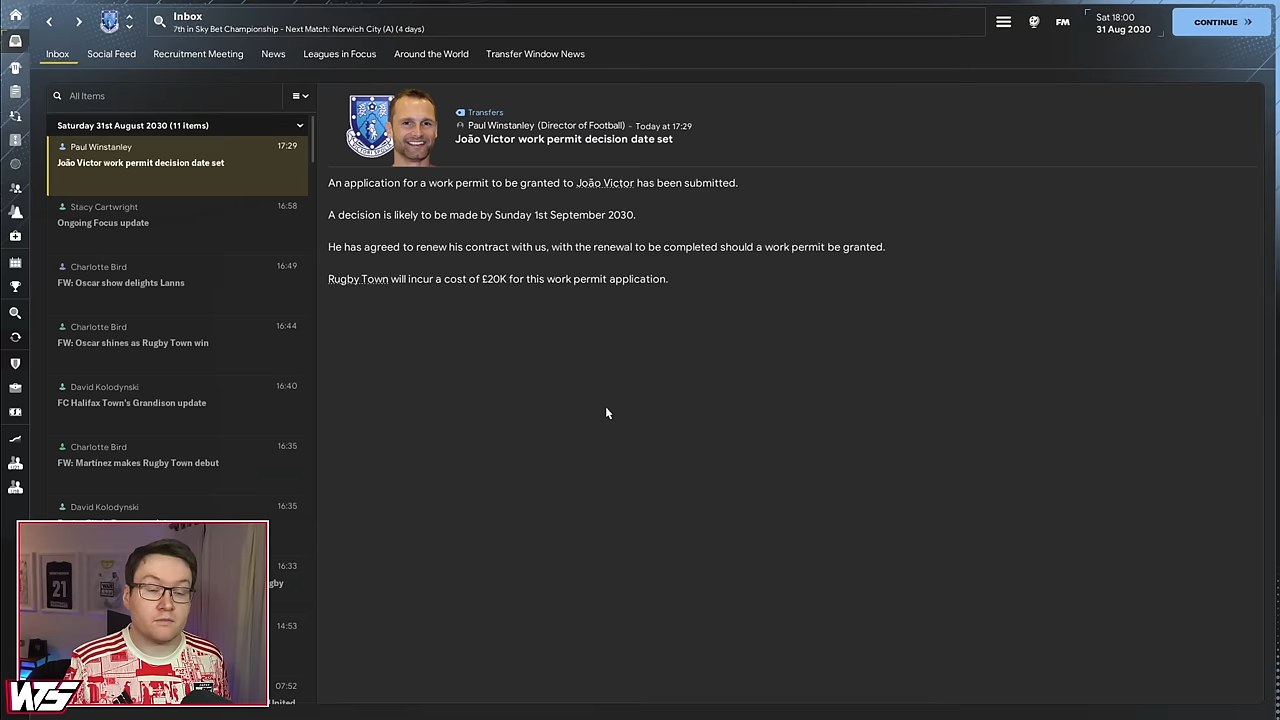 Inbox
7th in Sky Bet Championship - Next Match: Norwich City (A) (4 days)
FM
Sat 18:00
31 Aug 2030
CONTINUE
Inbox
Social Feed
Recruitment Meeting
News
Leagues in Focus
Around the World
Transfer Window News
All Items
Saturday 31st August 2030 (11 items)
Paul Winstanley
17:29
João Victor work permit decision date set
Stacy Cartwright
16:58
Ongoing Focus update
Charlotte Bird
16:49
FW: Oscar show delights Lanns
Charlotte Bird
16:44
FW: Oscar shines as Rugby Town win
David Kolodynski
16:40
FC Halifax Town's Grandison update
Charlotte Bird
16:35
FW: Martínez makes Rugby Town debut
David Kolodynski
16:35
16:33
14:53
07:52
Transfers
Paul Winstanley (Director of Football) - Today at 17:29
João Victor work permit decision date set
An application for a work permit to be granted to João Victor has been submitted.
A decision is likely to be made by Sunday 1st September 2030.
He has agreed to renew his contract with us, with the renewal to be completed should a work permit be granted.
Rugby Town will incur a cost of £20K for this work permit application.
21
WTS